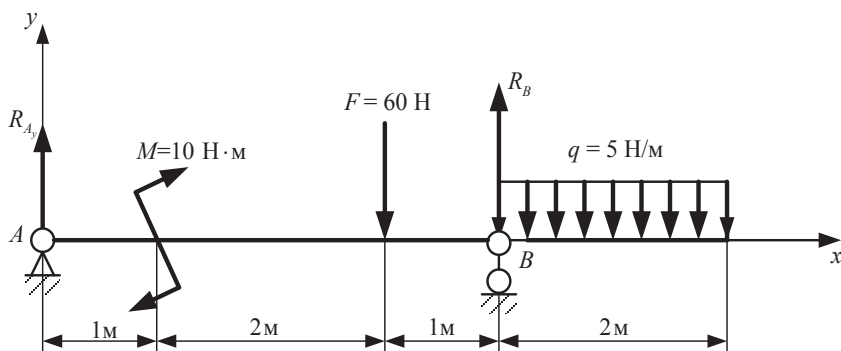 y
R_B
F = 60 Н
R_{A_y}
M=10 Н·м
q = 5 Н/м
A
B
x
1м
2м
1м
2м